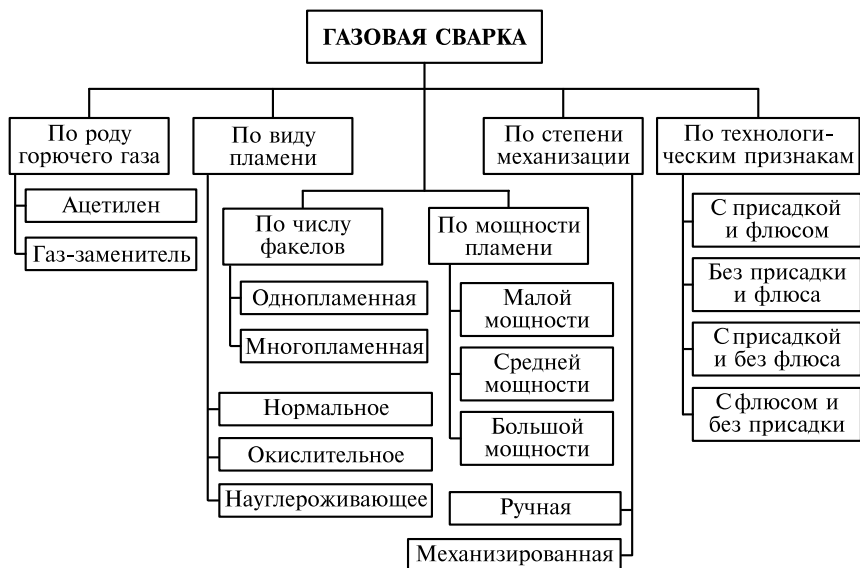 ГАЗОВАЯ СВАРКА
По роду
горючего газа
Ацетилен
Газ-заменитель
По виду
пламени
Нормальное
Окислительное
Науглероживающее
По числу
факелов
Однопламенная
Многопламенная
По мощности
пламени
Малой
мощности
Средней
мощности
Большой
мощности
По степени
механизации
Ручная
Механизированная
По технологи-
ческим признакам
С присадкой
и флюсом
Без присадки
и флюса
С присадкой
и без флюса
С флюсом и
без присадки